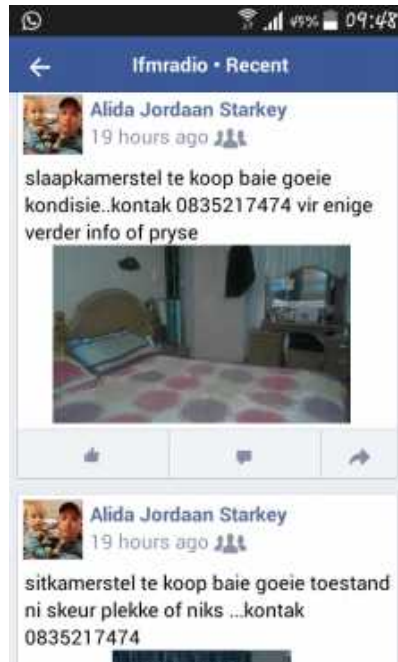 49% 09:48
Ifmradio • Recent
Alida Jordaan Starkey
19 hours ago
slaapkamerstel te koop baie goeie
kondisie..kontak 0835217474 vir enige
verder info of pryse
Alida Jordaan Starkey
19 hours ago
sitkamerstel te koop baie goeie toestand
ni skeur plekke of niks ...kontak
0835217474